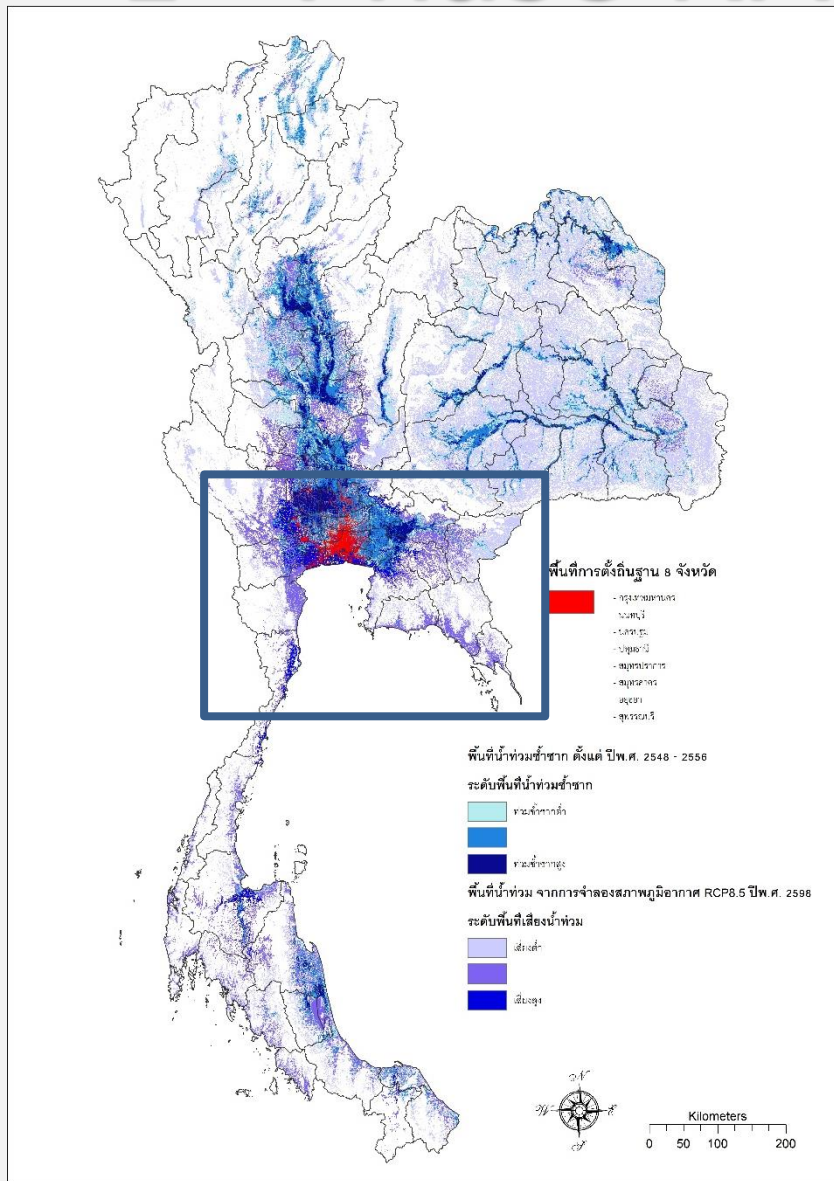 พื้นที่การตั้งถิ่นฐาน 8 จังหวัด
- กรุงเทพมหานคร
นนทบุรี
- นครปฐม
- ปทุมธานี
- สมุทรปราการ
- สมุทรสาคร
อยุธยา
- สุพรรณบุรี
พื้นที่น้ำท่วมซ้ำซาก ตั้งแต่ ปีพ.ศ. 2548 - 2556
ระดับพื้นที่น้ำท่วมซ้ำซาก
ท่วมซ้ำซากต่ำ
ท่วมซ้ำซากสูง
พื้นที่น้ำท่วม จากการจำลองสภาพภูมิอากาศ RCP8.5 ปีพ.ศ. 2598
ระดับพื้นที่เสี่ยงน้ำท่วม
เสี่ยงต่ำ
เสี่ยงสูง
N
W E
S
Kilometers
0 50 100 200